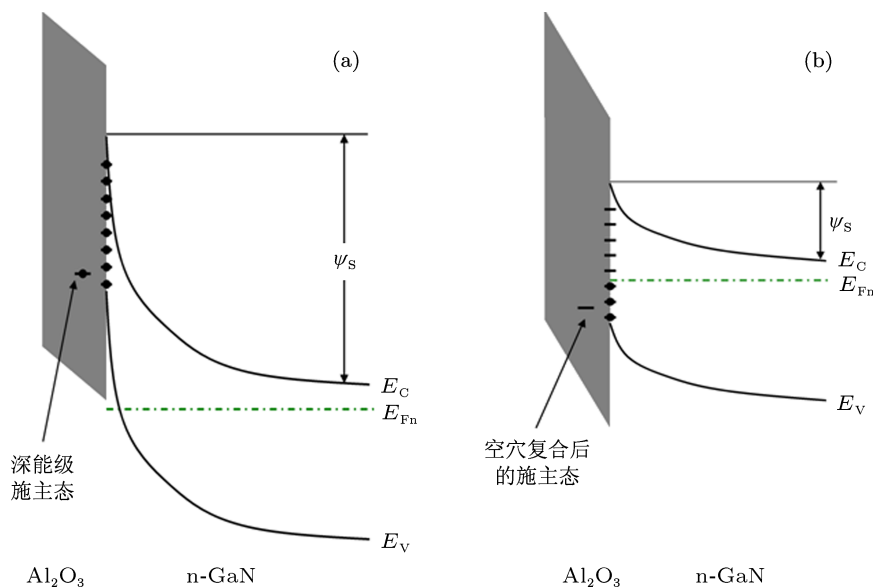 (a)
ψS
EC
EFn
深能级
施主态
EV
Al2O3
n-GaN
(b)
ψS
EC
EFn
空穴复合后
的施主态
EV
Al2O3
n-GaN